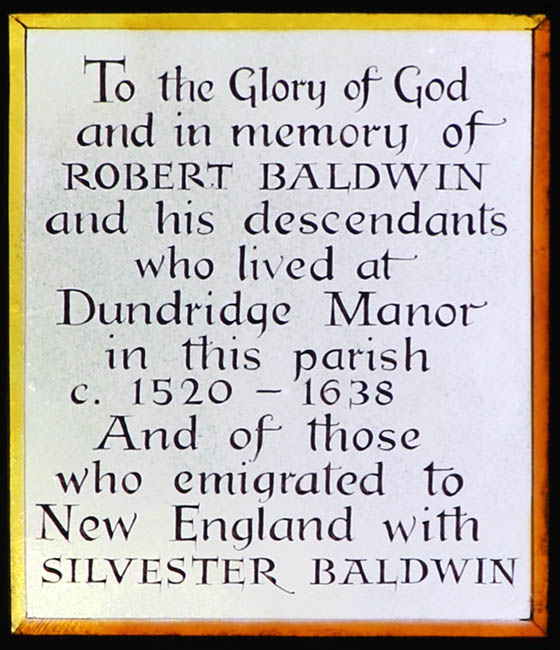 To the Glory of God
and in memory of
ROBERT BALDWIN
and his descendants
who lived at
Dundridge Manor
in this parish
c. 1520 – 1638
And of those
who emigrated to
New England with
SILVESTER BALDWIN